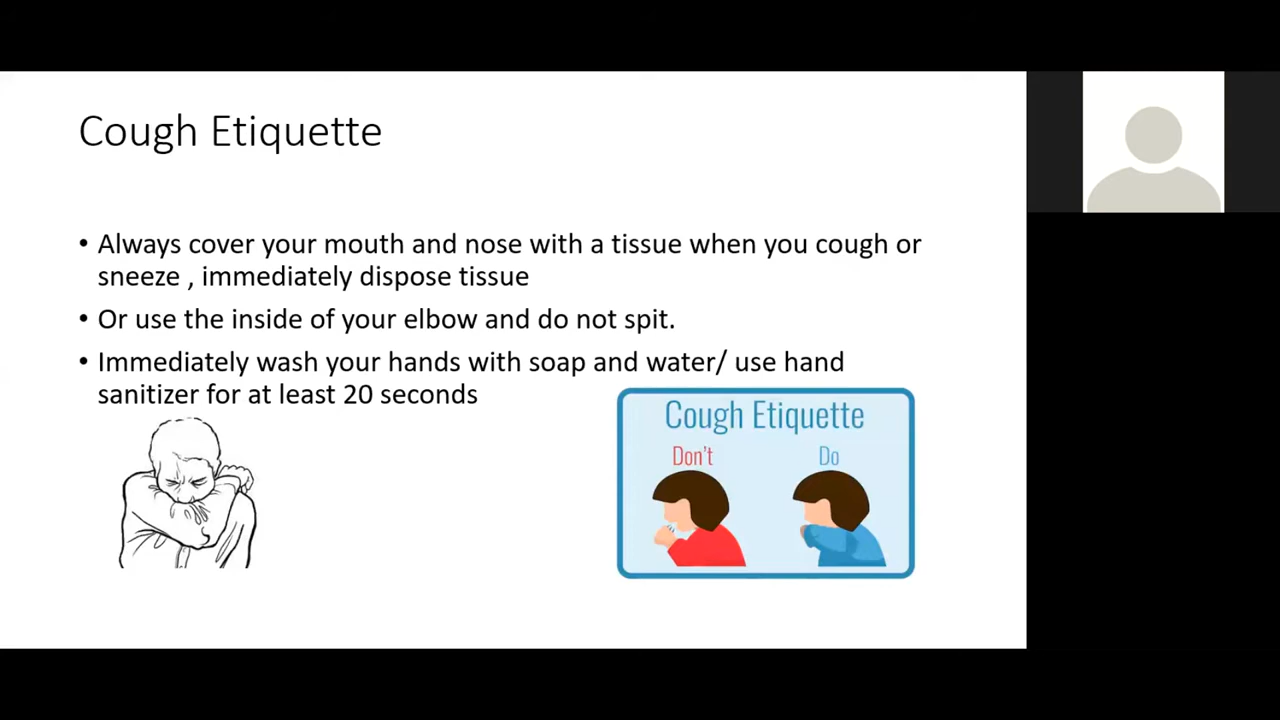 Cough Etiquette
• Always cover your mouth and nose with a tissue when you cough or
sneeze , immediately dispose tissue
• Or use the inside of your elbow and do not spit.
• Immediately wash your hands with soap and water/ use hand
sanitizer for at least 20 seconds
Cough Etiquette
Don't Do